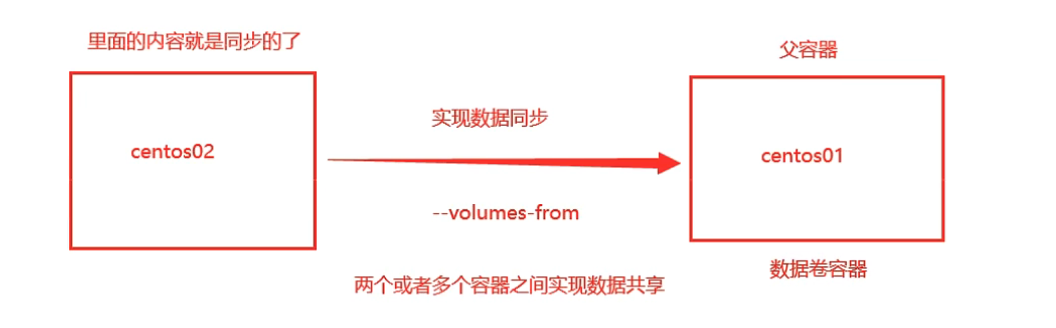 里面的内容就是同步的了
父容器
实现数据同步
centos02
centos01
--volumes-from
数据卷容器
两个或者多个容器之间实现数据共享